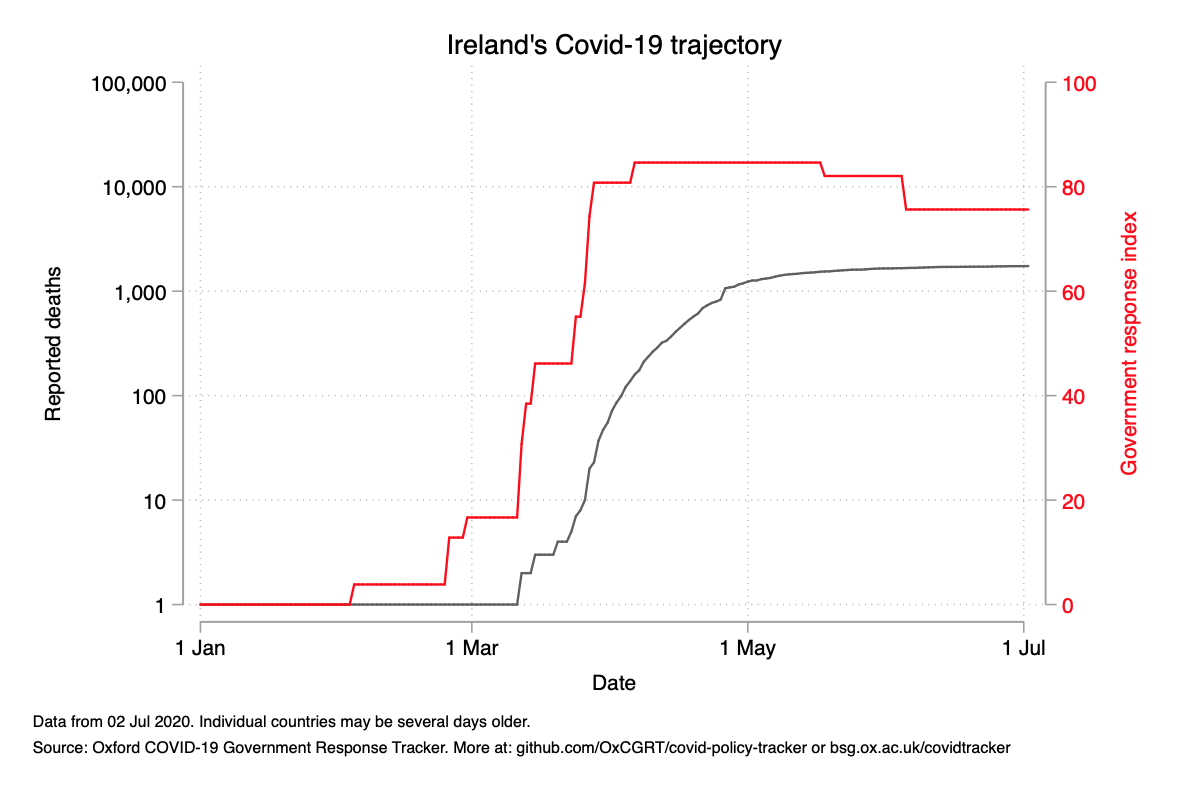 Ireland's Covid-19 trajectory
100,000
10,000
1,000
100
10
1
Reported deaths
100
80
60
40
20
0
Government response index
1 Jan
1 Mar
1 May
1 Jul
Date
Data from 02 Jul 2020. Individual countries may be several days older.
Source: Oxford COVID-19 Government Response Tracker. More at: github.com/OxCGRT/covid-policy-tracker or bsg.ox.ac.uk/covidtracker